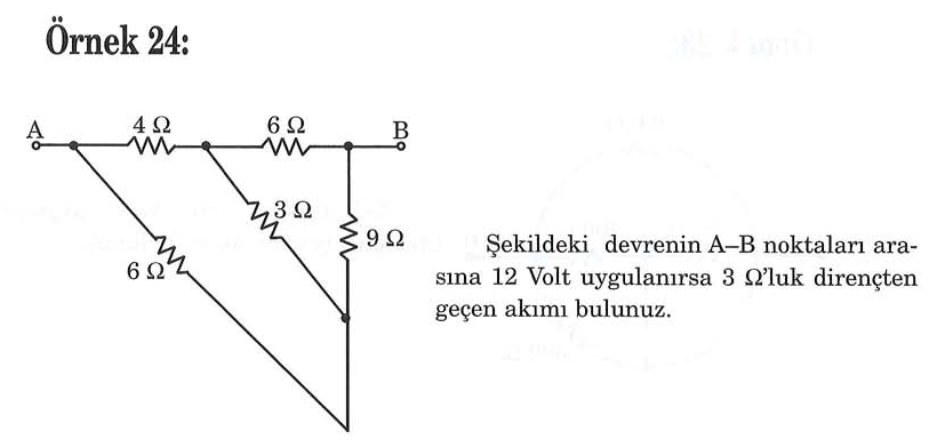 Örnek 24:
A
4 Ω
6 Ω
B
3 Ω
9 Ω
6 Ω
Şekildeki devrenin A–B noktaları ara-
sına 12 Volt uygulanırsa 3 Ω’luk dirençten
geçen akımı bulunuz.